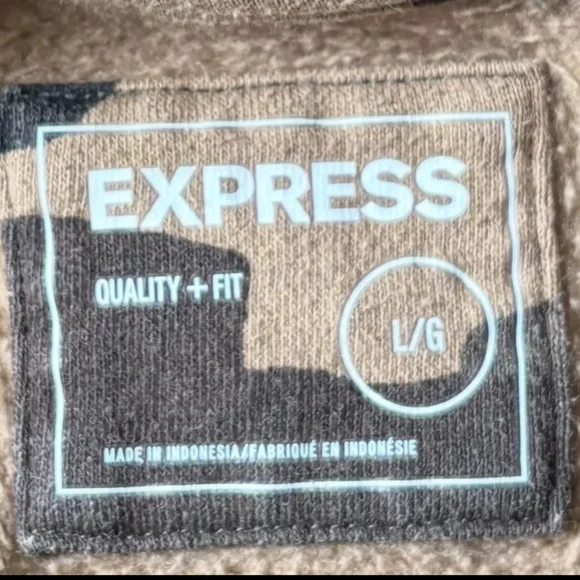 EXPRESS
QUALITY + FIT
L/G
MADE IN INDONESIA/FABRIQUÉ EN INDONÉSIE